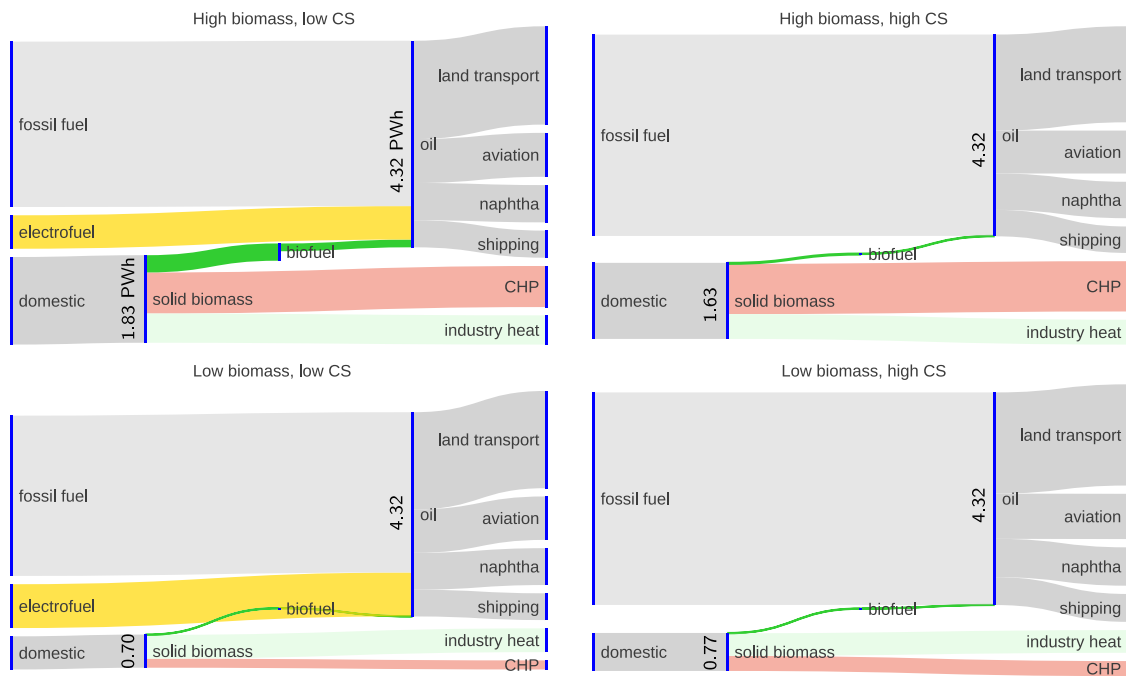 High biomass, low CS
fossil fuel
electrofuel
domestic
1.83 PWh
solid biomass
biofuel
4.32 PWh
oil
land transport
aviation
naphtha
shipping
CHP
industry heat
High biomass, high CS
fossil fuel
domestic
1.63
solid biomass
biofuel
4.32
oil
land transport
aviation
naphtha
shipping
CHP
industry heat
Low biomass, low CS
fossil fuel
electrofuel
domestic
0.70
solid biomass
biofuel
4.32
oil
land transport
aviation
naphtha
shipping
industry heat
CHP
Low biomass, high CS
fossil fuel
domestic
0.77
solid biomass
biofuel
4.32
oil
land transport
aviation
naphtha
shipping
industry heat
CHP